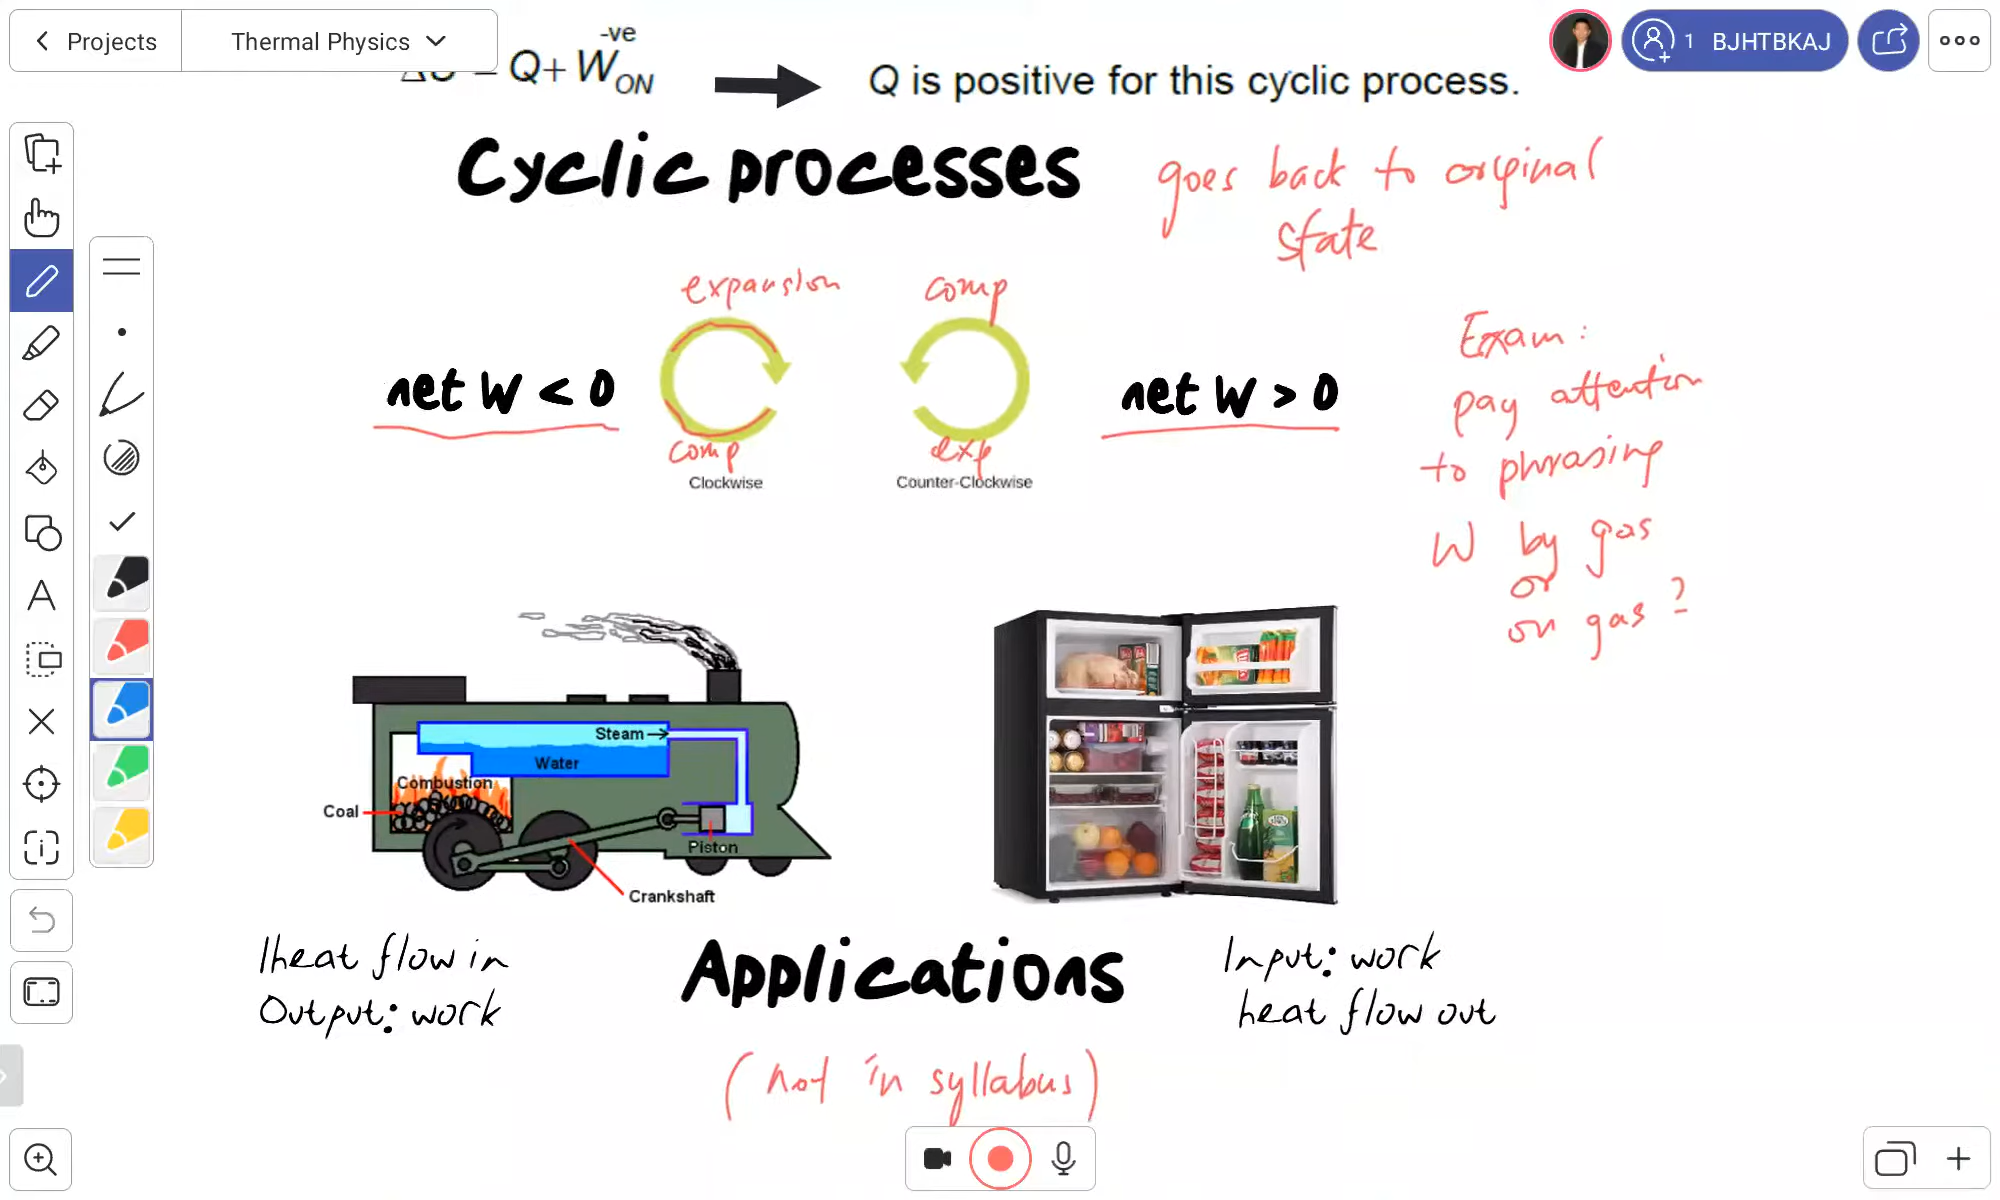 Projects
Thermal Physics
1 BJHTBKAJ
-ve
ΔU = Q+ W_ON
Q is positive for this cyclic process.
Cyclic processes
goes back to original
state
expansion
comp
net W < 0
net W > 0
comp
exp
Clockwise
Counter-Clockwise
Exam:
pay attention
to phrasing
W by gas
or
on gas?
Steam
Water
Combustion
Coal
Piston
Crankshaft
heat flow in
Output: work
Applications
Input: work
heat flow out
(not in syllabus)